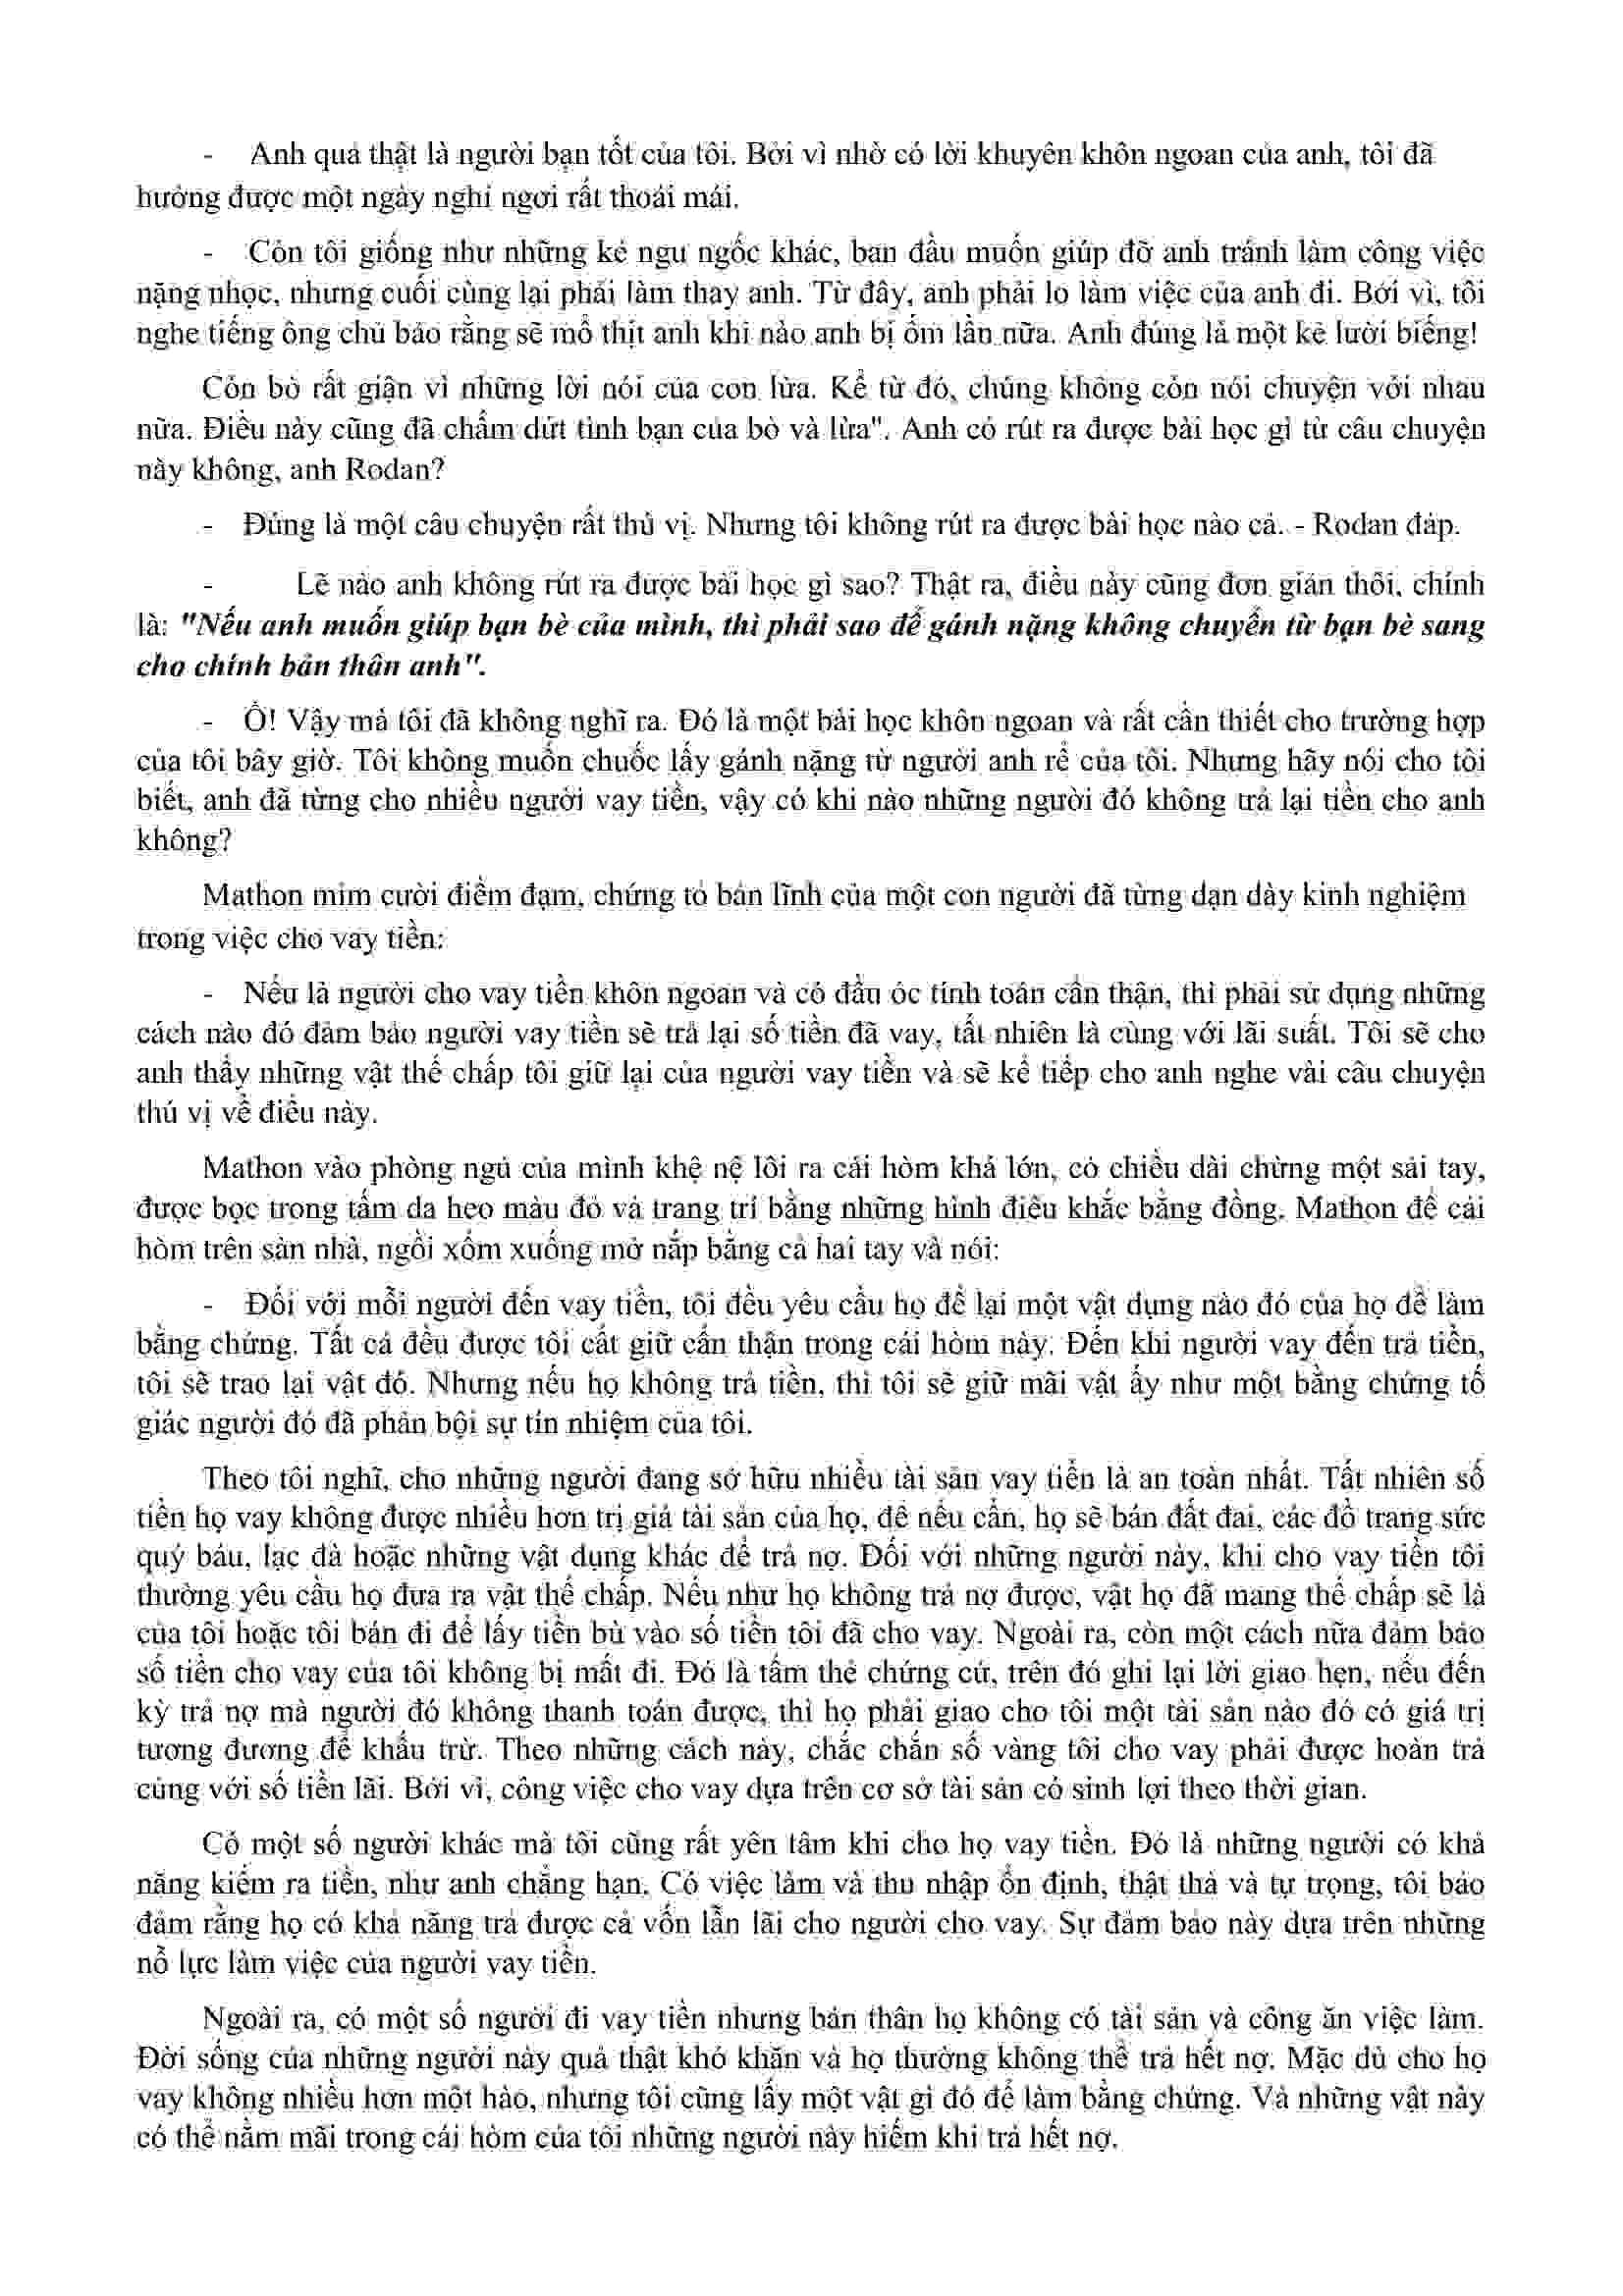 - Anh quả thật là người bạn tốt của tôi. Bởi vì nhờ có lời khuyên khôn ngoan của anh, tôi đã
hưởng được một ngày nghỉ ngơi rất thoải mái.
- Còn tôi giống như những kẻ ngu ngốc khác, ban đầu muốn giúp đỡ anh tránh làm công việc
nặng nhọc, nhưng cuối cùng lại phải làm thay anh. Từ đây, anh phải lo làm việc của anh đi. Bởi vì, tôi
nghe tiếng ông chủ bảo rằng sẽ mổ thịt anh khi nào anh bị ốm lần nữa. Anh đúng là một kẻ lười biếng!
Còn bò rất giận vì những lời nói của con lừa. Kể từ đó, chúng không còn nói chuyện với nhau
nữa. Điều này cũng đã chấm dứt tình bạn của bò và lừa". Anh có rút ra được bài học gì từ câu chuyện
này không, anh Rodan?
- Đúng là một câu chuyện rất thú vị. Nhưng tôi không rút ra được bài học nào cả. - Rodan đáp.
- Lẽ nào anh không rút ra được bài học gì sao? Thật ra, điều này cũng đơn giản thôi, chính
là: "Nếu anh muốn giúp bạn bè của mình, thì phải sao để gánh nặng không chuyển từ bạn bè sang
cho chính bản thân anh".
- Ồ! Vậy mà tôi đã không nghĩ ra. Đó là một bài học khôn ngoan và rất cần thiết cho trường hợp
của tôi bây giờ. Tôi không muốn chuốc lấy gánh nặng từ người anh rể của tôi. Nhưng hãy nói cho tôi
biết, anh đã từng cho nhiều người vay tiền, vậy có khi nào những người đó không trả lại tiền cho anh
không?
Mathon mỉm cười điềm đạm, chứng tỏ bản lĩnh của một con người đã từng dạn dày kinh nghiệm
trong việc cho vay tiền:
- Nếu là người cho vay tiền khôn ngoan và có đầu óc tính toán cẩn thận, thì phải sử dụng những
cách nào đó đảm bảo người vay tiền sẽ trả lại số tiền đã vay, tất nhiên là cùng với lãi suất. Tôi sẽ cho
anh thấy những vật thế chấp tôi giữ lại của người vay tiền và sẽ kể tiếp cho anh nghe vài câu chuyện
thú vị về điều này.
Mathon vào phòng ngủ của mình khệ nệ lôi ra cái hòm khá lớn, có chiều dài chừng một sải tay,
được bọc trong tấm da heo màu đỏ và trang trí bằng những hình điêu khắc bằng đồng. Mathon để cái
hòm trên sàn nhà, ngồi xổm xuống mở nắp bằng cả hai tay và nói:
- Đối với mỗi người đến vay tiền, tôi đều yêu cầu họ để lại một vật dụng nào đó của họ để làm
bằng chứng. Tất cả đều được tôi cất giữ cẩn thận trong cái hòm này. Đến khi người vay đến trả tiền,
tôi sẽ trao lại vật đó. Nhưng nếu họ không trả tiền, thì tôi sẽ giữ mãi vật ấy như một bằng chứng tố
giác người đó đã phản bội sự tín nhiệm của tôi.
Theo tôi nghĩ, cho những người đang sở hữu nhiều tài sản vay tiền là an toàn nhất. Tất nhiên số
tiền họ vay không được nhiều hơn trị giá tài sản của họ, để nếu cần, họ sẽ bán đất đai, các đồ trang sức
quý báu, lạc đà hoặc những vật dụng khác để trả nợ. Đối với những người này, khi cho vay tiền tôi
thường yêu cầu họ đưa ra vật thế chấp. Nếu như họ không trả nợ được, vật họ đã mang thế chấp sẽ là
của tôi hoặc tôi bán đi để lấy tiền bù vào số tiền tôi đã cho vay. Ngoài ra, còn một cách nữa đảm bảo
số tiền cho vay của tôi không bị mất đi. Đó là tấm thẻ chứng cứ, trên đó ghi lại lời giao hẹn, nếu đến
kỳ trả nợ mà người đó không thanh toán được, thì họ phải giao cho tôi một tài sản nào đó có giá trị
tương đương để khấu trừ. Theo những cách này, chắc chắn số vàng tôi cho vay phải được hoàn trả
cùng với số tiền lãi. Bởi vì, công việc cho vay dựa trên cơ sở tài sản có sinh lợi theo thời gian.
Có một số người khác mà tôi cũng rất yên tâm khi cho họ vay tiền. Đó là những người có khả
năng kiếm ra tiền, như anh chẳng hạn. Có việc làm và thu nhập ổn định, thật thà và tự trọng, tôi bảo
đảm rằng họ có khả năng trả được cả vốn lẫn lãi cho người cho vay. Sự đảm bảo này dựa trên những
nỗ lực làm việc của người vay tiền.
Ngoài ra, có một số người đi vay tiền nhưng bản thân họ không có tài sản và công ăn việc làm.
Đời sống của những người này quả thật khó khăn và họ thường không thể trả hết nợ. Mặc dù cho họ
vay không nhiều hơn một hào, nhưng tôi cũng lấy một vật gì đó để làm bằng chứng. Và những vật này
có thể nằm mãi trong cái hòm của tôi những người này hiếm khi trả hết nợ.